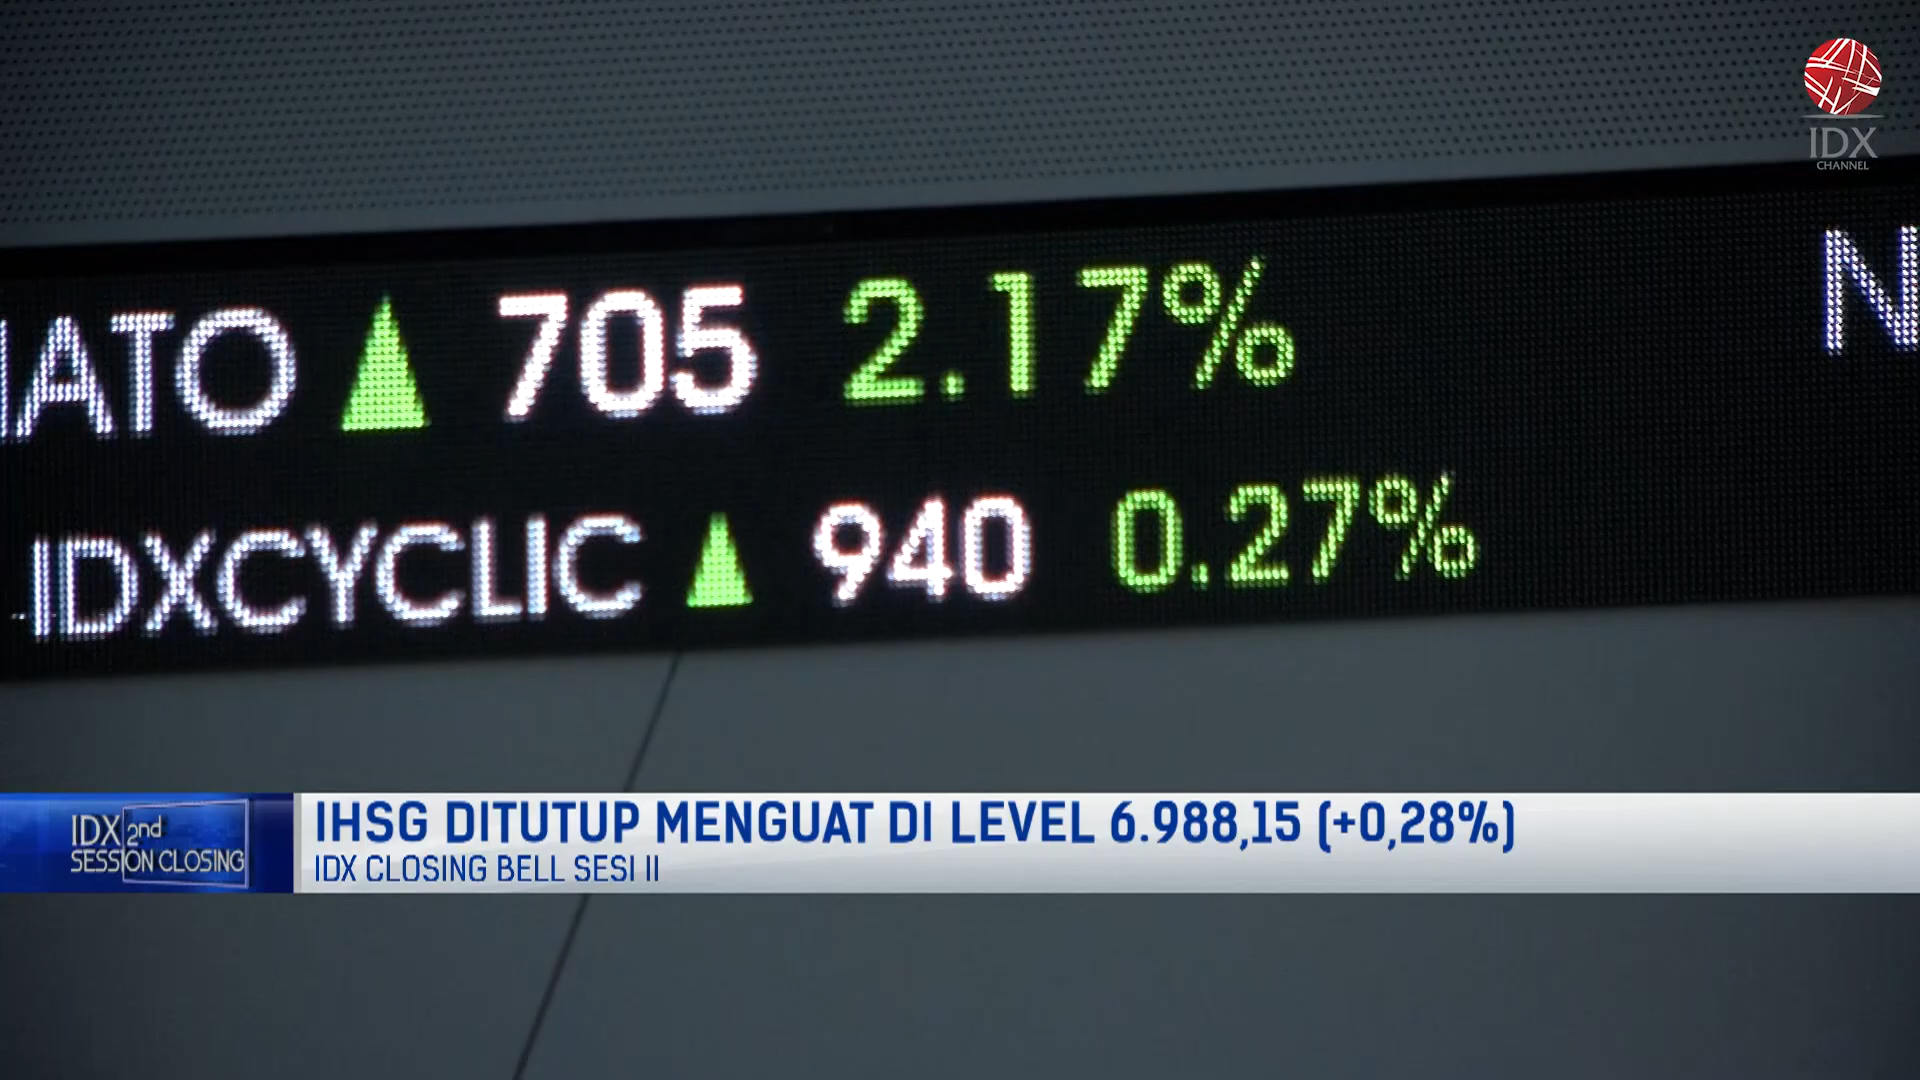 IDX
CHANNEL
ATO ▲ 705 2.17%
IDXCYCLIC ▲ 940 0.27%
IDX 2nd
SESSION CLOSING
IHSG DITUTUP MENGUAT DI LEVEL 6.988,15 (+0,28%)
IDX CLOSING BELL SESI II